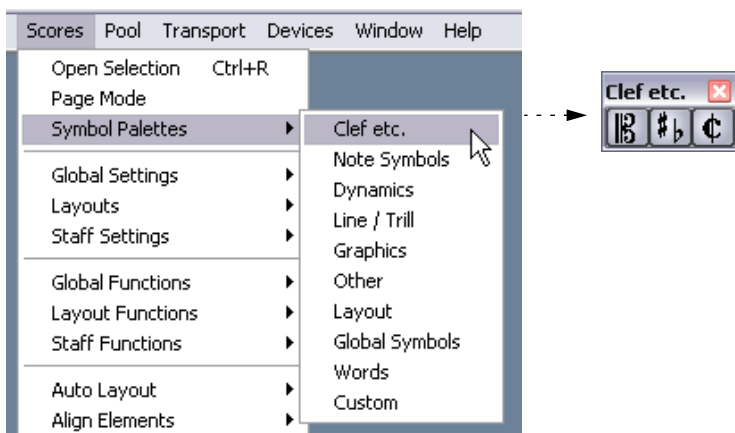 Scores Pool Transport Devices Window Help
Open Selection Ctrl+R
Page Mode
Symbol Palettes
Global Settings
Layouts
Staff Settings
Global Functions
Layout Functions
Staff Functions
Auto Layout
Align Elements
Clef etc.
Note Symbols
Dynamics
Line / Trill
Graphics
Other
Layout
Global Symbols
Words
Custom
Clef etc.